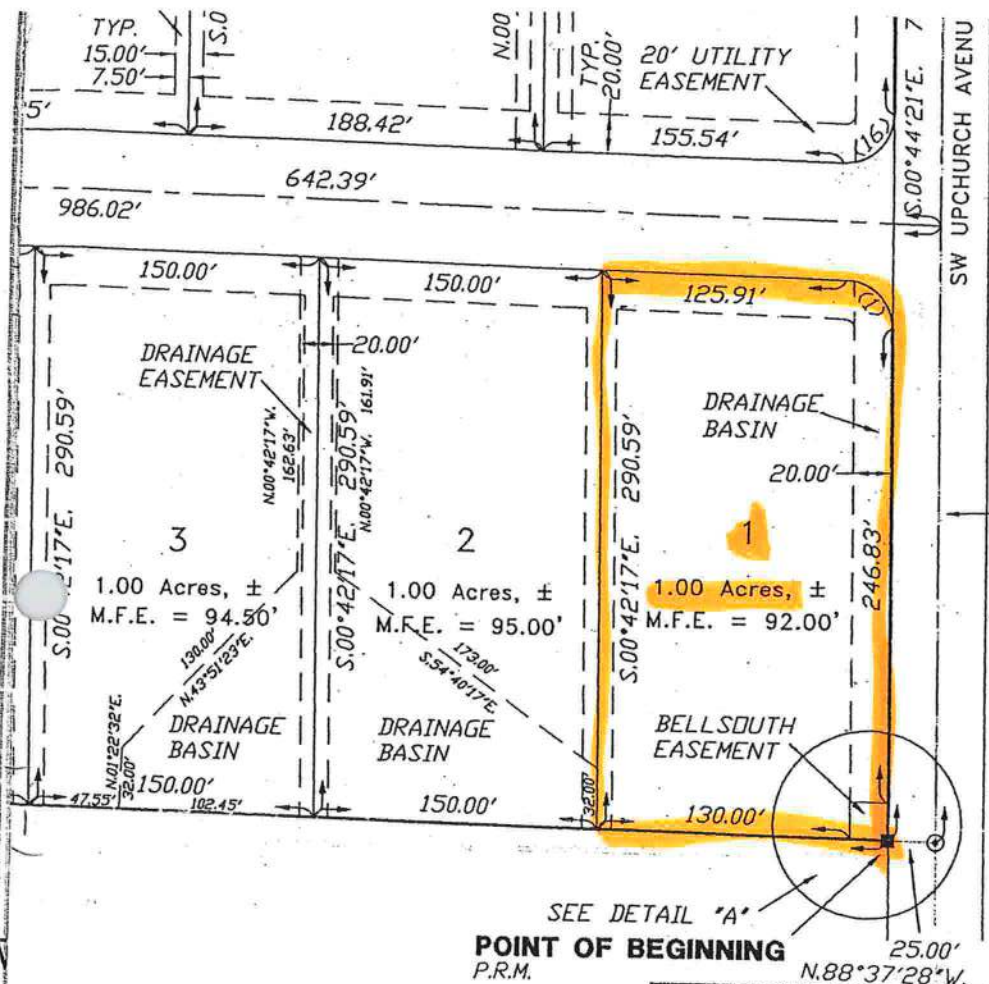 TYP.
15.00'
7.50'
S.0
N.00
TYP.
20.00'
20' UTILITY
EASEMENT
S.00°44'21"E. 7
SW UPCHURCH AVENU
5'
188.42'
155.54'
(16)
642.39'
986.02'
150.00'
150.00'
125.91'
(1)
DRAINAGE
EASEMENT
20.00'
S.00°42'17"E. 290.59'
N.00°42'17"W.
162.63'
S.00°42'17"E. 290.59'
N.00°42'17"W. 161.91'
S.00°42'17"E. 290.59'
DRAINAGE
BASIN
20.00'
246.83'
3
1.00 Acres, ±
M.F.E. = 94.50'
2
1.00 Acres, ±
M.F.E. = 95.00'
1
1.00 Acres, ±
M.F.E. = 92.00'
130.00'
N.43°51'23"E.
173.00'
S.54°40'17"E.
N.01°22'32"E.
32.00'
DRAINAGE
BASIN
DRAINAGE
BASIN
BELLSOUTH
EASEMENT
150.00'
47.55'
102.45'
150.00'
32.00'
130.00'
SEE DETAIL "A"
POINT OF BEGINNING
P.R.M.
25.00'
N.88°37'28"W.